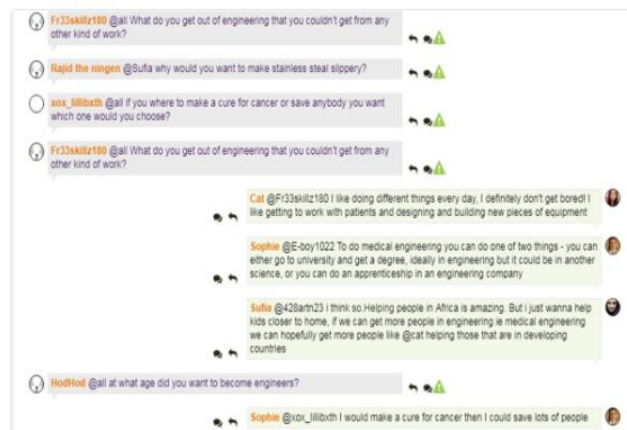 Fr33skillz180 @all What do you get out of engineering that you couldn't get from any
other kind of work?
Rajid the ningen @Sufia why would you want to make stainless steal slippery?
xox_lillibxth @all if you where to make a cure for cancer or save anybody you want
which one would you choose?
Fr33skillz180 @all What do you get out of engineering that you couldn't get from any
other kind of work?
Cat @Fr33skillz180 I like doing different things every day, I definitely don't get bored! I
like getting to work with patients and designing and building new pieces of equipment
Sophie @E-boy1022 To do medical engineering you can do one of two things - you can
either go to university and get a degree, ideally in engineering but it could be in another
science, or you can do an apprenticeship in an engineering company
Sufia @428artn23 i think so.Helping people in Africa is amazing. But i just wanna help
kids closer to home, if we can get more people in engineering ie medical engineering
we can hopefully get more people like @cat helping those that are in developing
countries
HodHod @all at what age did you want to become engineers?
Sophie @xox_lillibxth I would make a cure for cancer then I could save lots of people